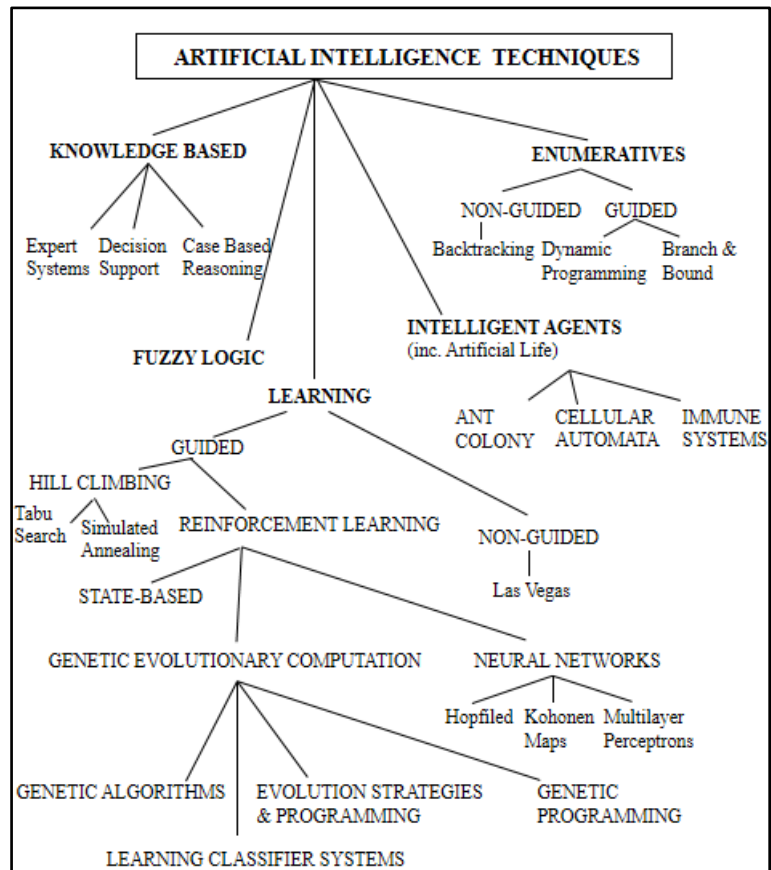 ARTIFICIAL INTELLIGENCE TECHNIQUES
KNOWLEDGE BASED
Expert
Systems
Decision
Support
Case Based
Reasoning
ENUMERATIVES
NON-GUIDED
Backtracking
GUIDED
Dynamic
Programming
Branch &
Bound
FUZZY LOGIC
INTELLIGENT AGENTS
(inc. Artificial Life)
ANT
COLONY
CELLULAR
AUTOMATA
IMMUNE
SYSTEMS
LEARNING
GUIDED
HILL CLIMBING
Tabu
Search
Simulated
Annealing
REINFORCEMENT LEARNING
NON-GUIDED
Las Vegas
STATE-BASED
GENETIC EVOLUTIONARY COMPUTATION
NEURAL NETWORKS
Hopfiled
Kohonen
Maps
Multilayer
Perceptrons
GENETIC ALGORITHMS
EVOLUTION STRATEGIES
& PROGRAMMING
GENETIC
PROGRAMMING
LEARNING CLASSIFIER SYSTEMS